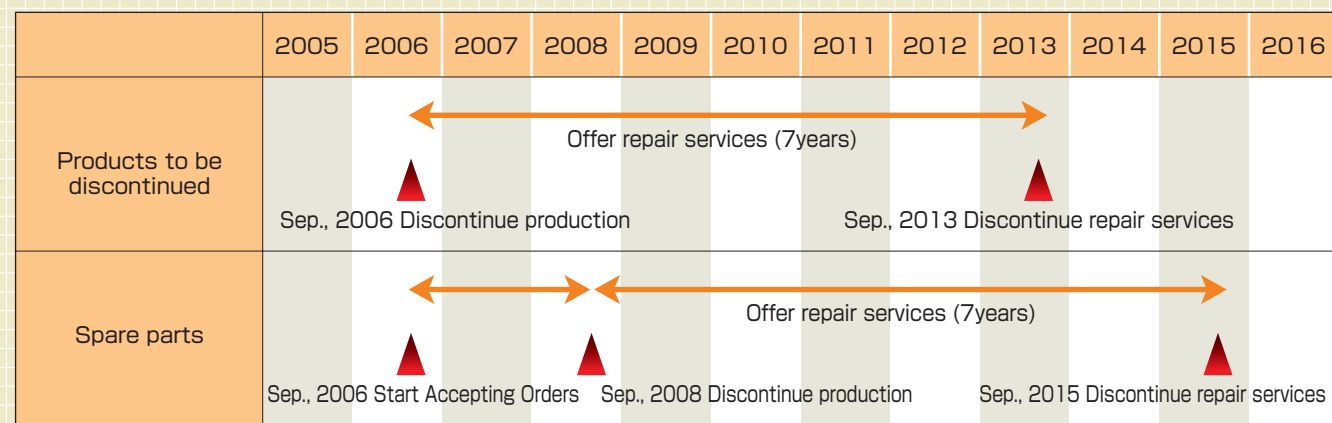 2005 2006 2007 2008 2009 2010 2011 2012 2013 2014 2015 2016
Products to be
discontinued
Offer repair services (7years)
Sep., 2006 Discontinue production
Sep., 2013 Discontinue repair services
Spare parts
Offer repair services (7years)
Sep., 2006 Start Accepting Orders
Sep., 2008 Discontinue production
Sep., 2015 Discontinue repair services